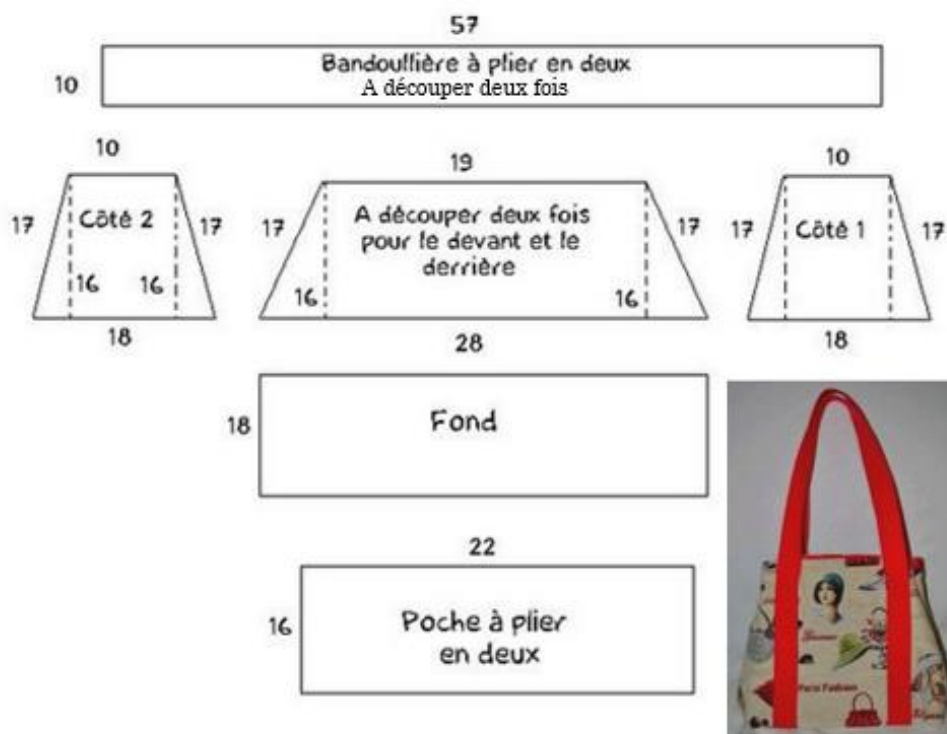 57
10
Bandoullière à plier en deux
A découper deux fois
10
17
Côté 2
17
16
16
18
19
17
A découper deux fois
pour le devant et le
derrière
17
16
16
28
10
17
Côté 1
17
18
18
Fond
22
16
Poche à plier
en deux
Paris Fashion